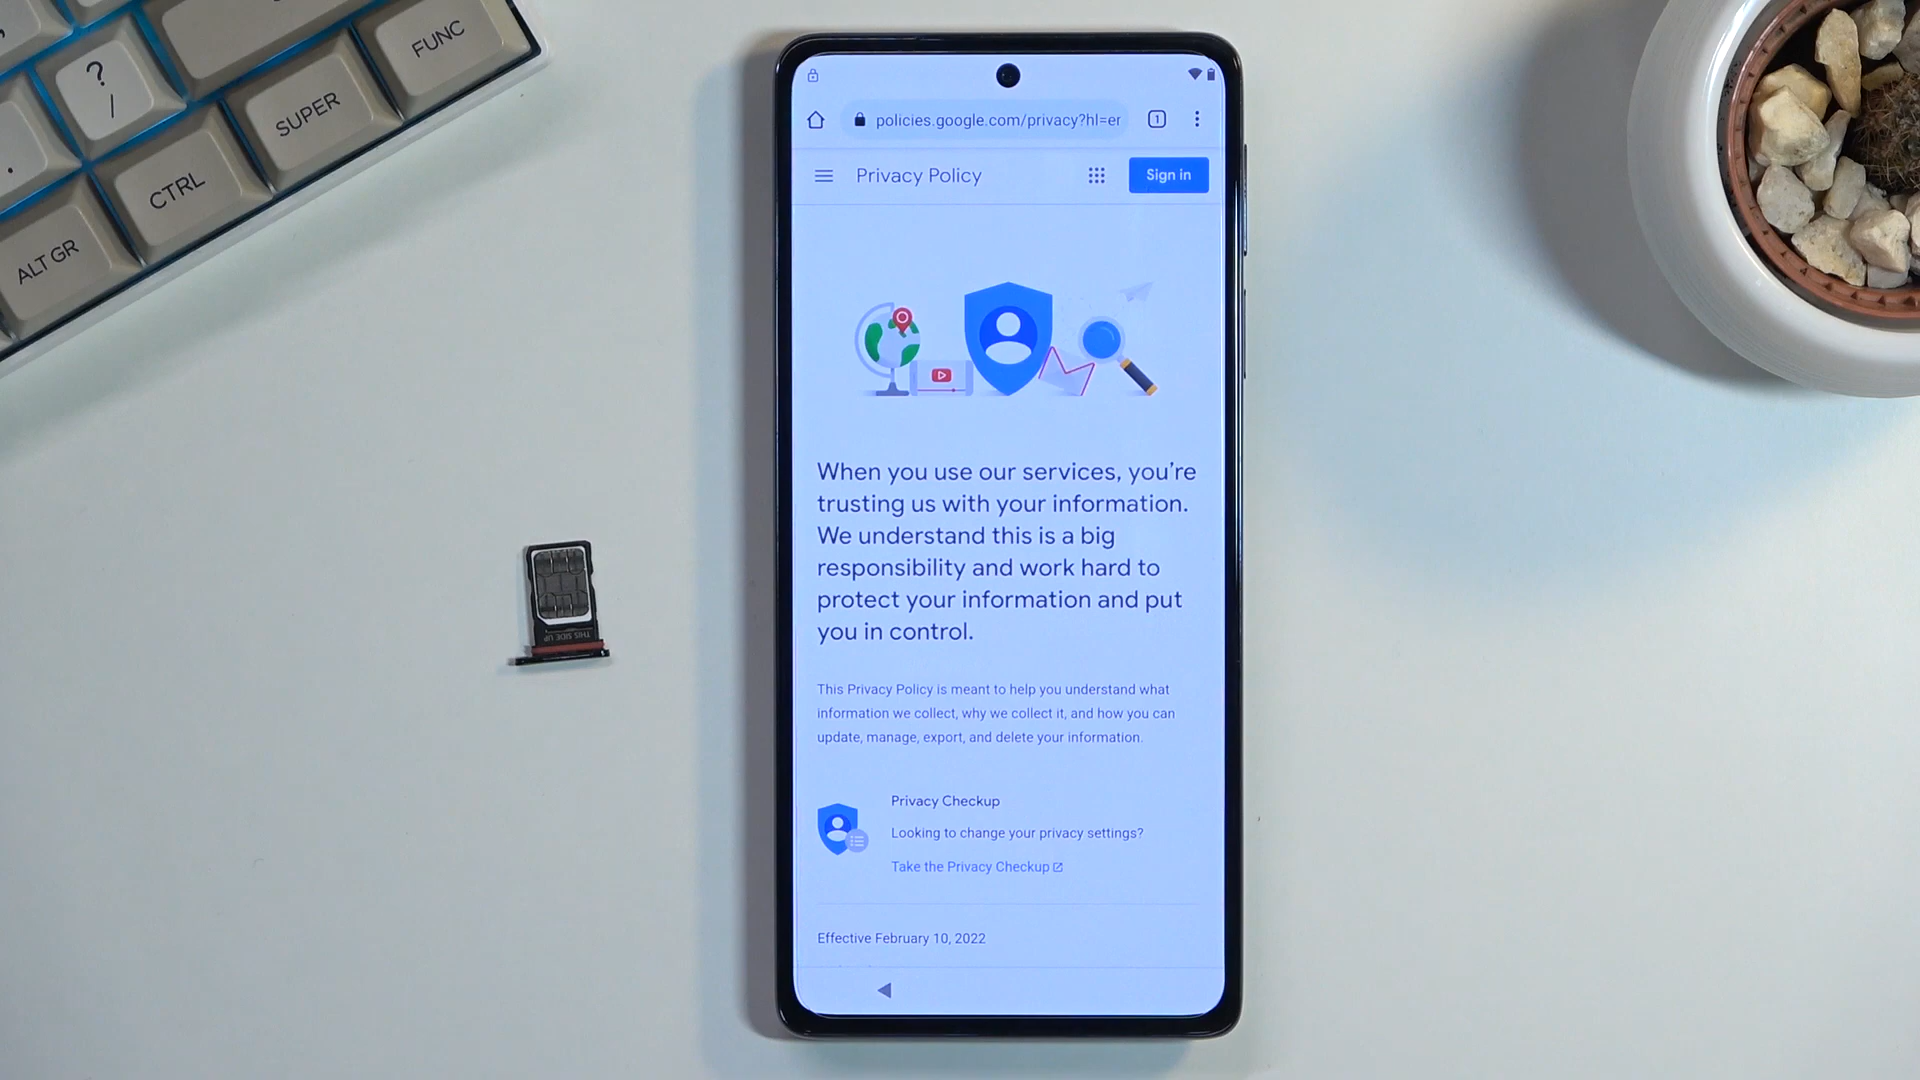 FUNC
?
/
SUPER
.
CTRL
ALT GR
policies.google.com/privacy?hl=er
1
Privacy Policy
Sign in
When you use our services, you’re
trusting us with your information.
We understand this is a big
responsibility and work hard to
protect your information and put
you in control.
This Privacy Policy is meant to help you understand what
information we collect, why we collect it, and how you can
update, manage, export, and delete your information.
Privacy Checkup
Looking to change your privacy settings?
Take the Privacy Checkup
Effective February 10, 2022
THIS SIDE UP